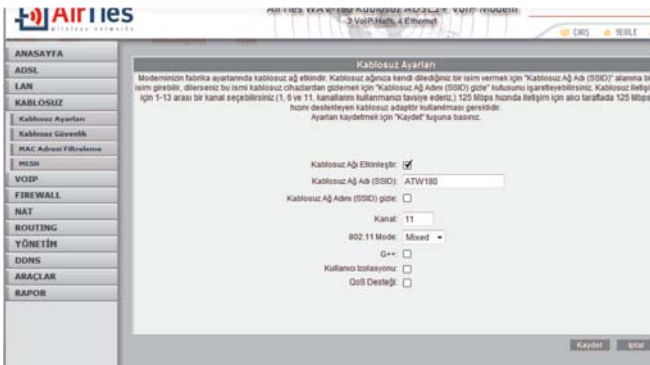 AirTies
wireless networks
AirTies WAV-180 Kablosuz ADSL2+ VoIP Modem
2 VoIP Hattı, 4 Ethernet
YENİLE
ANASAYFA
ADSL
LAN
KABLOSUZ
Kablosuz Ayarları
Kablosuz Güvenlik
MAC Adresi Filtreleme
MESH
VOIP
FIREWALL
NAT
ROUTING
YÖNETİM
DDNS
ARAÇLAR
RAPOR
Kablosuz Ayarları
Modeminizin fabrika ayarlarında kablosuz ağ etkindir. Kablosuz ağınıza kendi dilediğiniz bir isim vermek için "Kablosuz Ağ Adı (SSID)" alanına bi
isim girebilir, dilerseniz bu ismi kablosuz cihazlardan gizlemek için "Kablosuz Ağ Adını (SSID) gizle" kutusunu işaretleyebilirsiniz. Kablosuz iletişi
için 1-13 arası bir kanal seçebilirsiniz.(1, 6 ve 11. kanallarını kullanmanızı tavsiye ederiz.) 125 Mbps hızında iletişim için alıcı tarafta da 125 Mbps
hızını destekleyen kablosuz adaptör kullanılması gereklidir.
Ayarları kaydetmek için "Kaydet" tuşuna basınız.
Kablosuz Ağı Etkinleştir:
Kablosuz Ağ Adı (SSID): ATW180
Kablosuz Ağ Adını (SSID) gizle:
Kanal: 11
802.11 Mode: Mixed
G++:
Kullanıcı İzolasyonu:
QoS Desteği:
Kaydet İptal